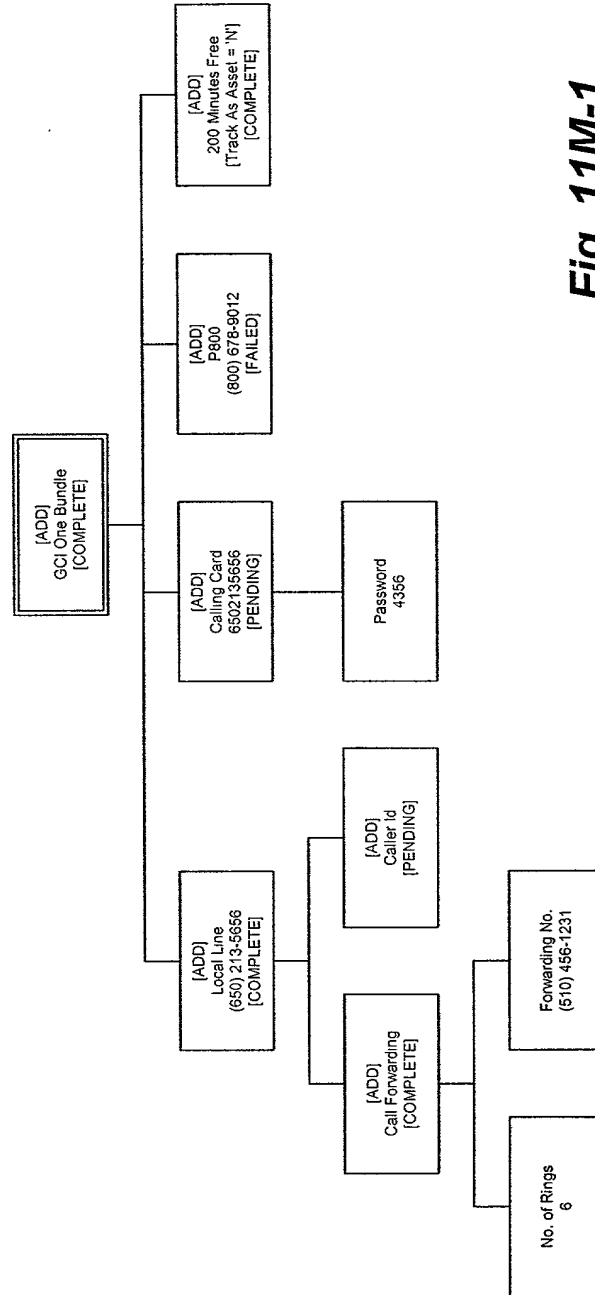 [ADD]
GCI One Bundle
[COMPLETE]
[ADD]
Local Line
(650) 213-5656
[COMPLETE]
[ADD]
Calling Card
6502135656
[PENDING]
[ADD]
P800
(800) 678-9012
[FAILED]
[ADD]
200 Minutes Free
[Track As Asset = 'N']
[COMPLETE]
[ADD]
Call Forwarding
[COMPLETE]
[ADD]
Caller Id
[PENDING]
Password
4356
No. of Rings
6
Forwarding No.
(510) 456-1231
Fig. 11M-1